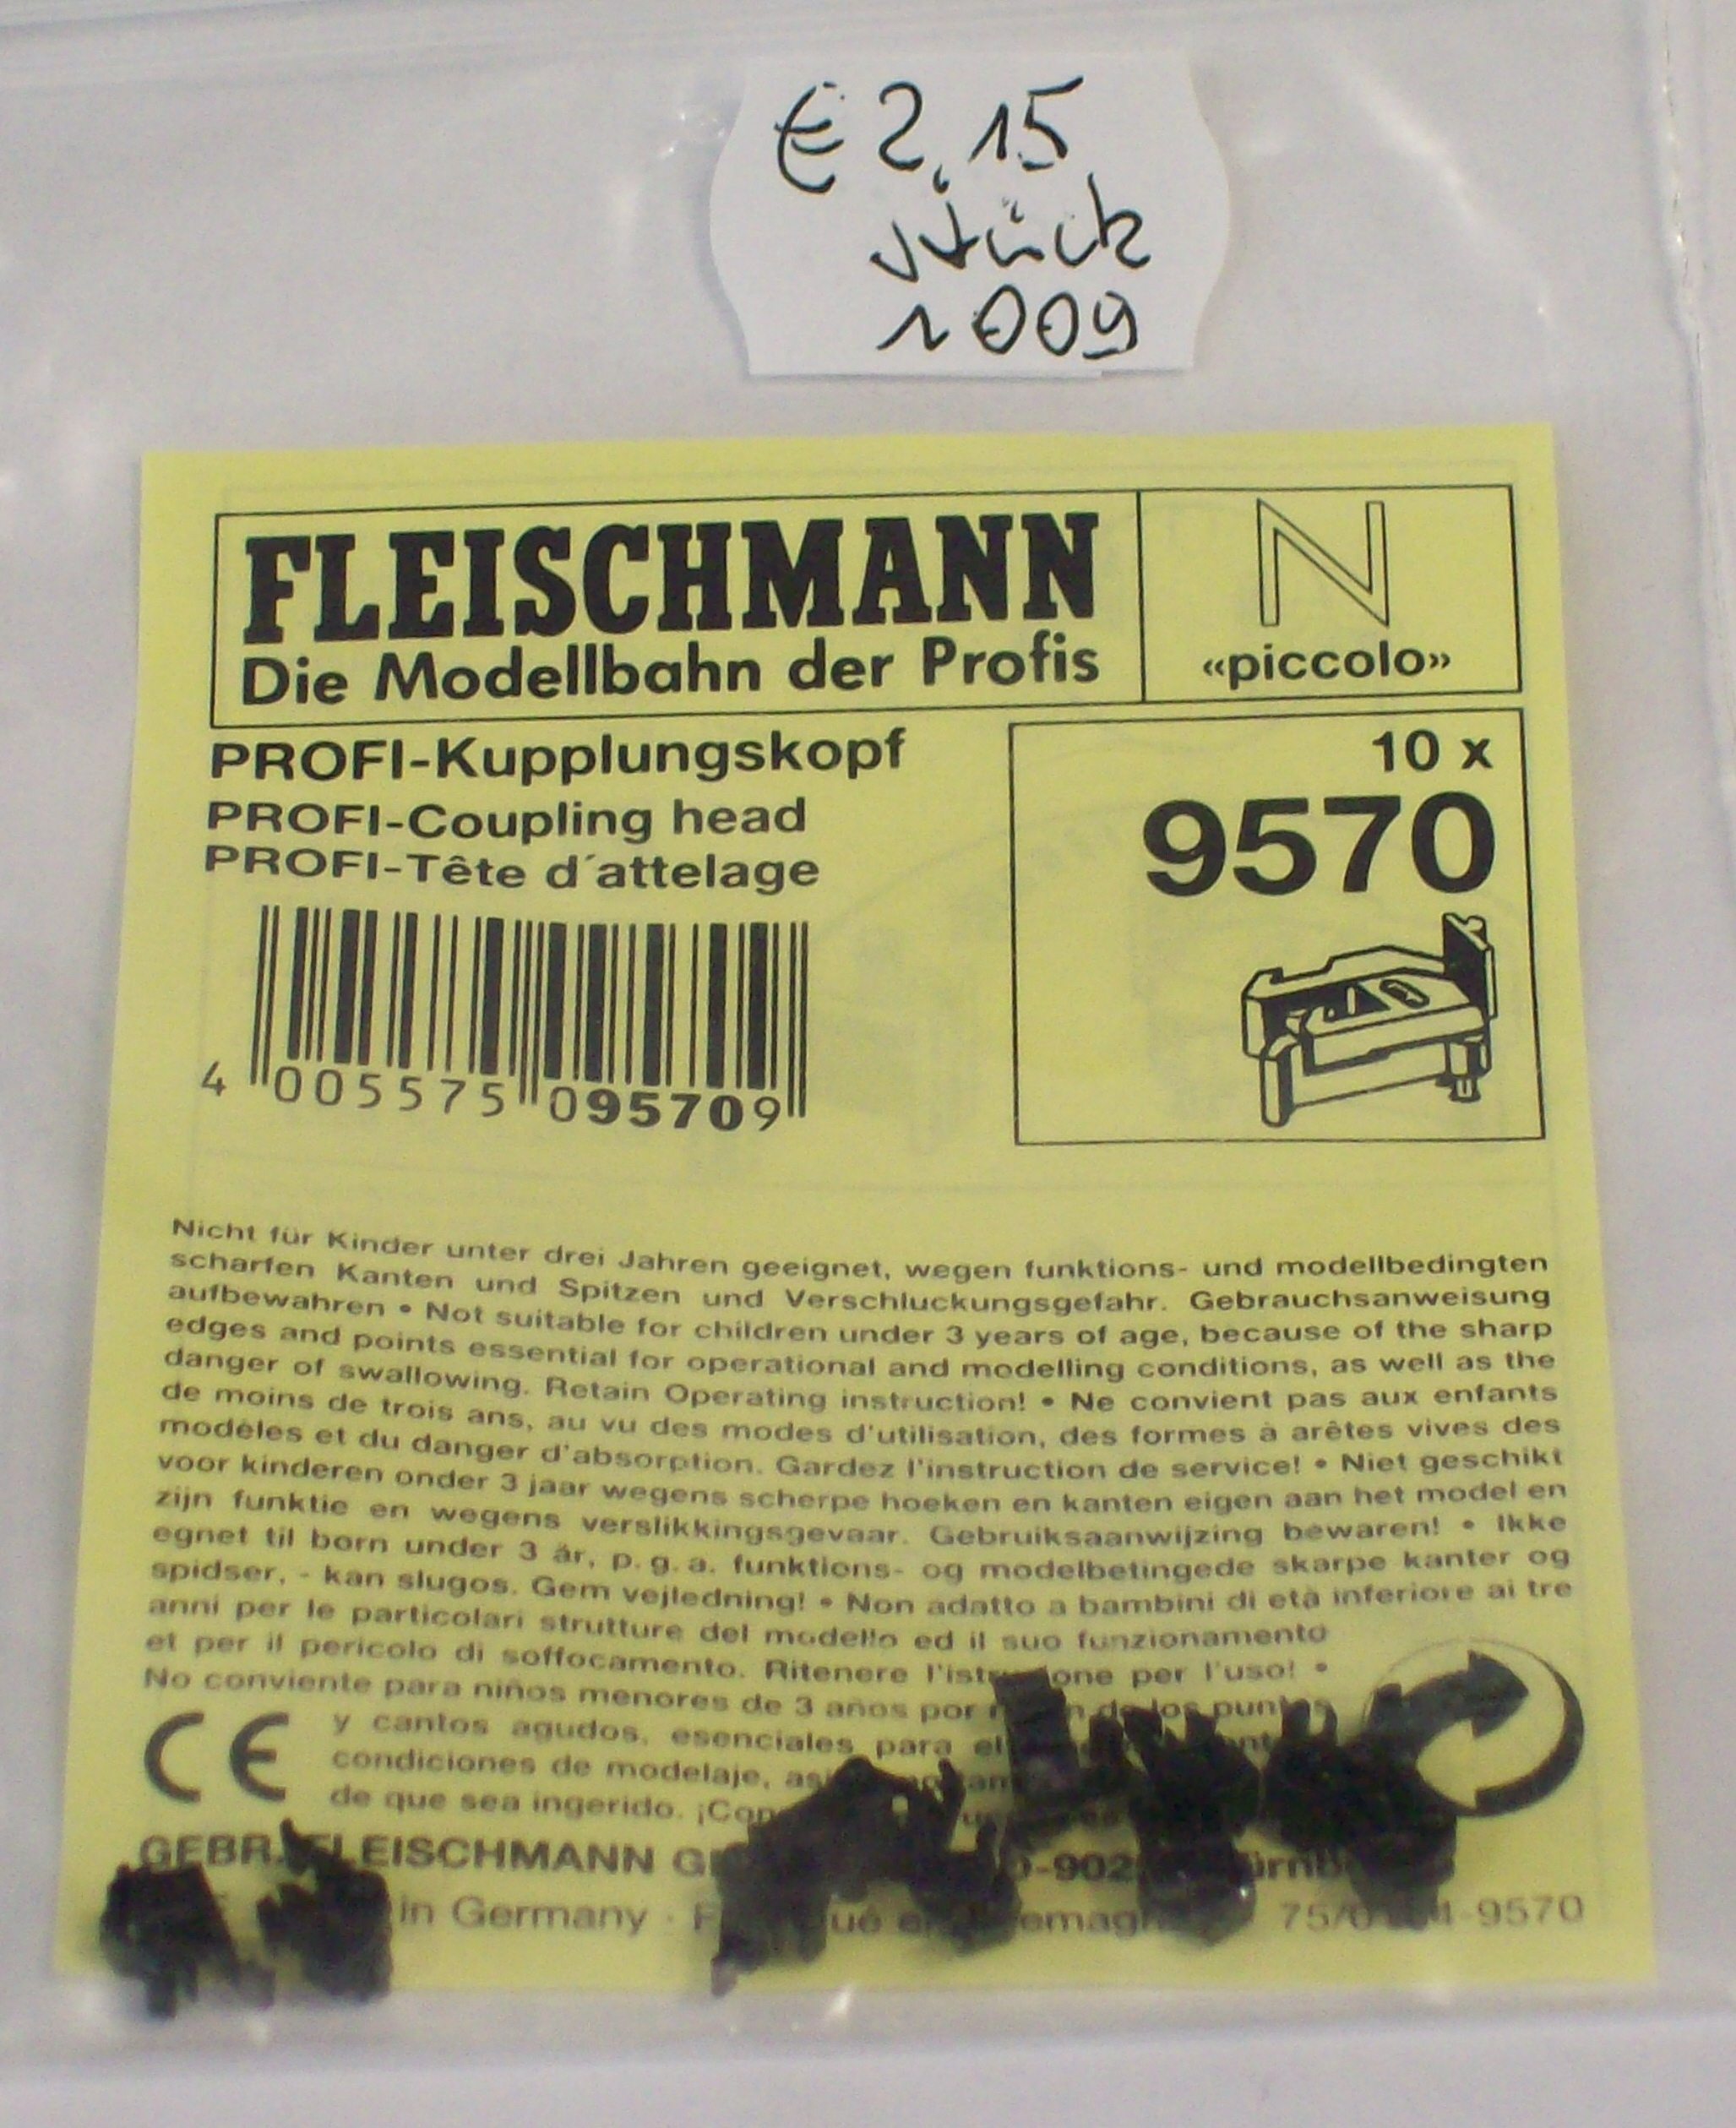 € 2,15
stück
1009
FLEISCHMANN
Die Modellbahn der Profis
N
«piccolo»
PROFI-Kupplungskopf
PROFI-Coupling head
PROFI-Tête d´attelage
10 x
9570
4 005575 095709
Nicht für Kinder unter drei Jahren geeignet, wegen funktions- und modellbedingten
scharfen Kanten und Spitzen und Verschluckungsgefahr. Gebrauchsanweisung
aufbewahren • Not suitable for children under 3 years of age, because of the sharp
edges and points essential for operational and modelling conditions, as well as the
danger of swallowing. Retain Operating instruction! • Ne convient pas aux enfants
de moins de trois ans, au vu des modes d'utilisation, des formes à arêtes vives des
modèles et du danger d'absorption. Gardez l'instruction de service! • Niet geschikt
voor kinderen onder 3 jaar wegens scherpe hoeken en kanten eigen aan het model en
zijn funktie en wegens verslikkingsgevaar. Gebruiksaanwijzing bewaren! • Ikke
egnet til born under 3 år, p. g. a. funktions- og modelbetingede skarpe kanter og
spidser, - kan slugos. Gem vejledning! • Non adatto a bambini di età inferiore ai tre
anni per le particolari strutture del modello ed il suo funzionamento
et per il pericolo di soffocamento. Ritenere l'istruzione per l'uso! •
No conviente para niños menores de 3 años por de los puntas
CE y cantos agudos, esenciales para el
condiciones de modelaje,
de que sea ingerido.
GEBR. FLEISCHMANN
in Germany · 9570